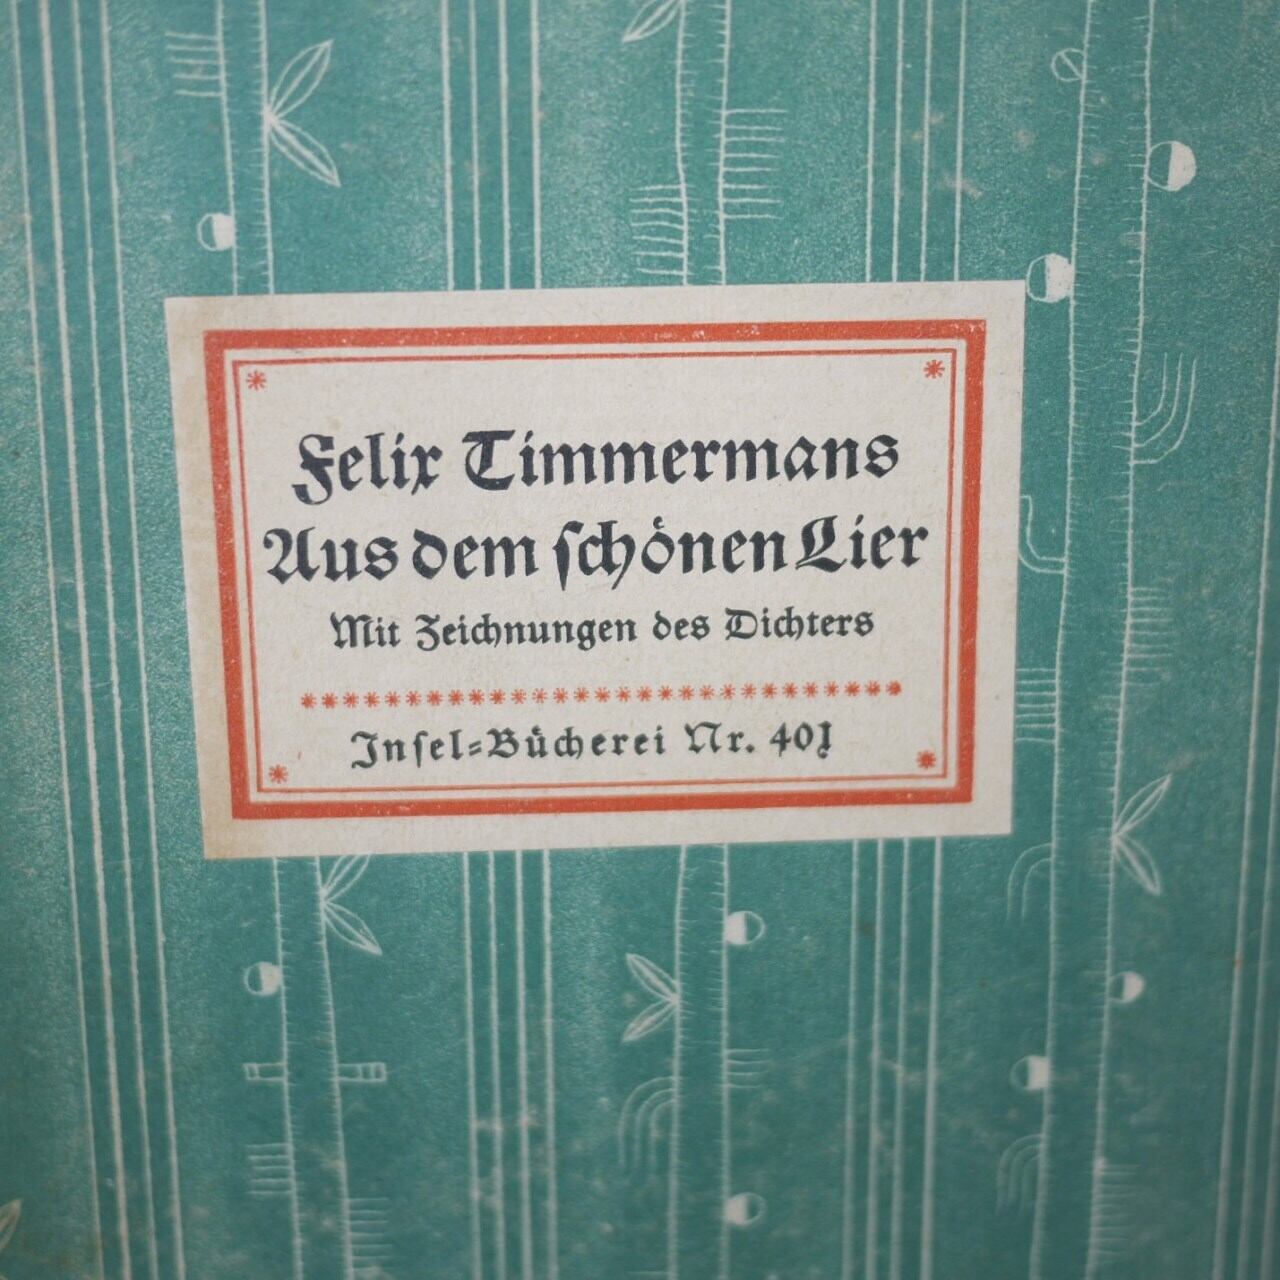 Felix Timmermans
Aus dem schönen Lier
Mit Zeichnungen des Dichters
Insel=Bücherei Nr. 401